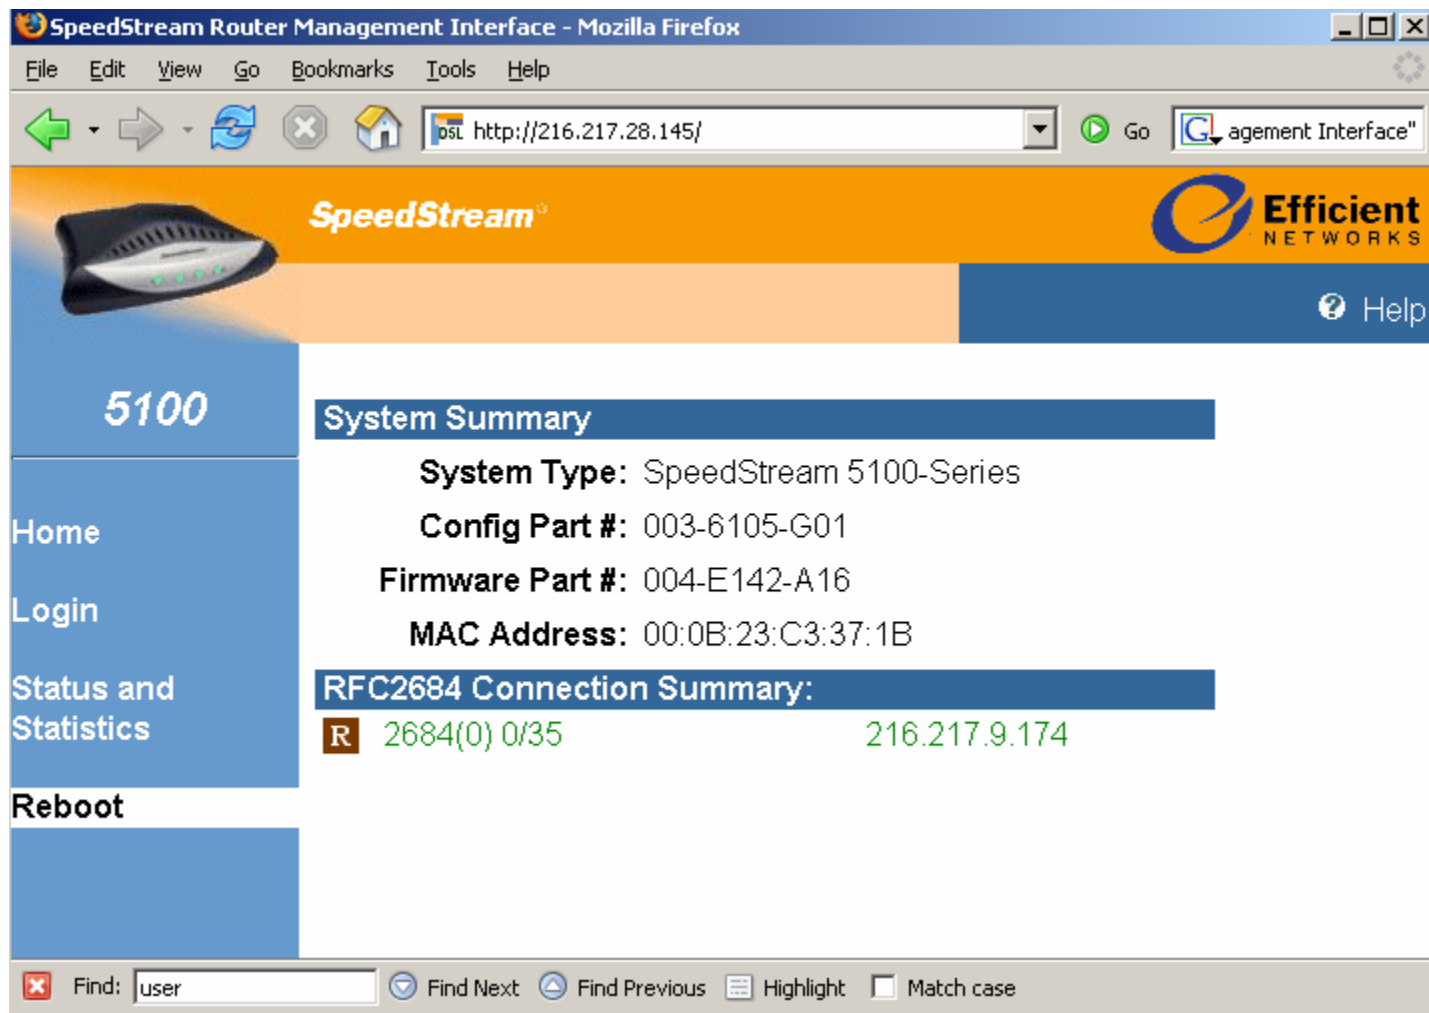 SpeedStream Router Management Interface - Mozilla Firefox
File Edit View Go Bookmarks Tools Help
DSL http://216.217.28.145/ Go G agement Interface"
SpeedStream®
Efficient
NETWORKS
? Help
5100
System Summary
System Type: SpeedStream 5100-Series
Config Part #: 003-6105-G01
Home
Firmware Part #: 004-E142-A16
Login
MAC Address: 00:0B:23:C3:37:1B
Status and
Statistics
RFC2684 Connection Summary:
R 2684(0) 0/35 216.217.9.174
Reboot
Find: user Find Next Find Previous Highlight Match case